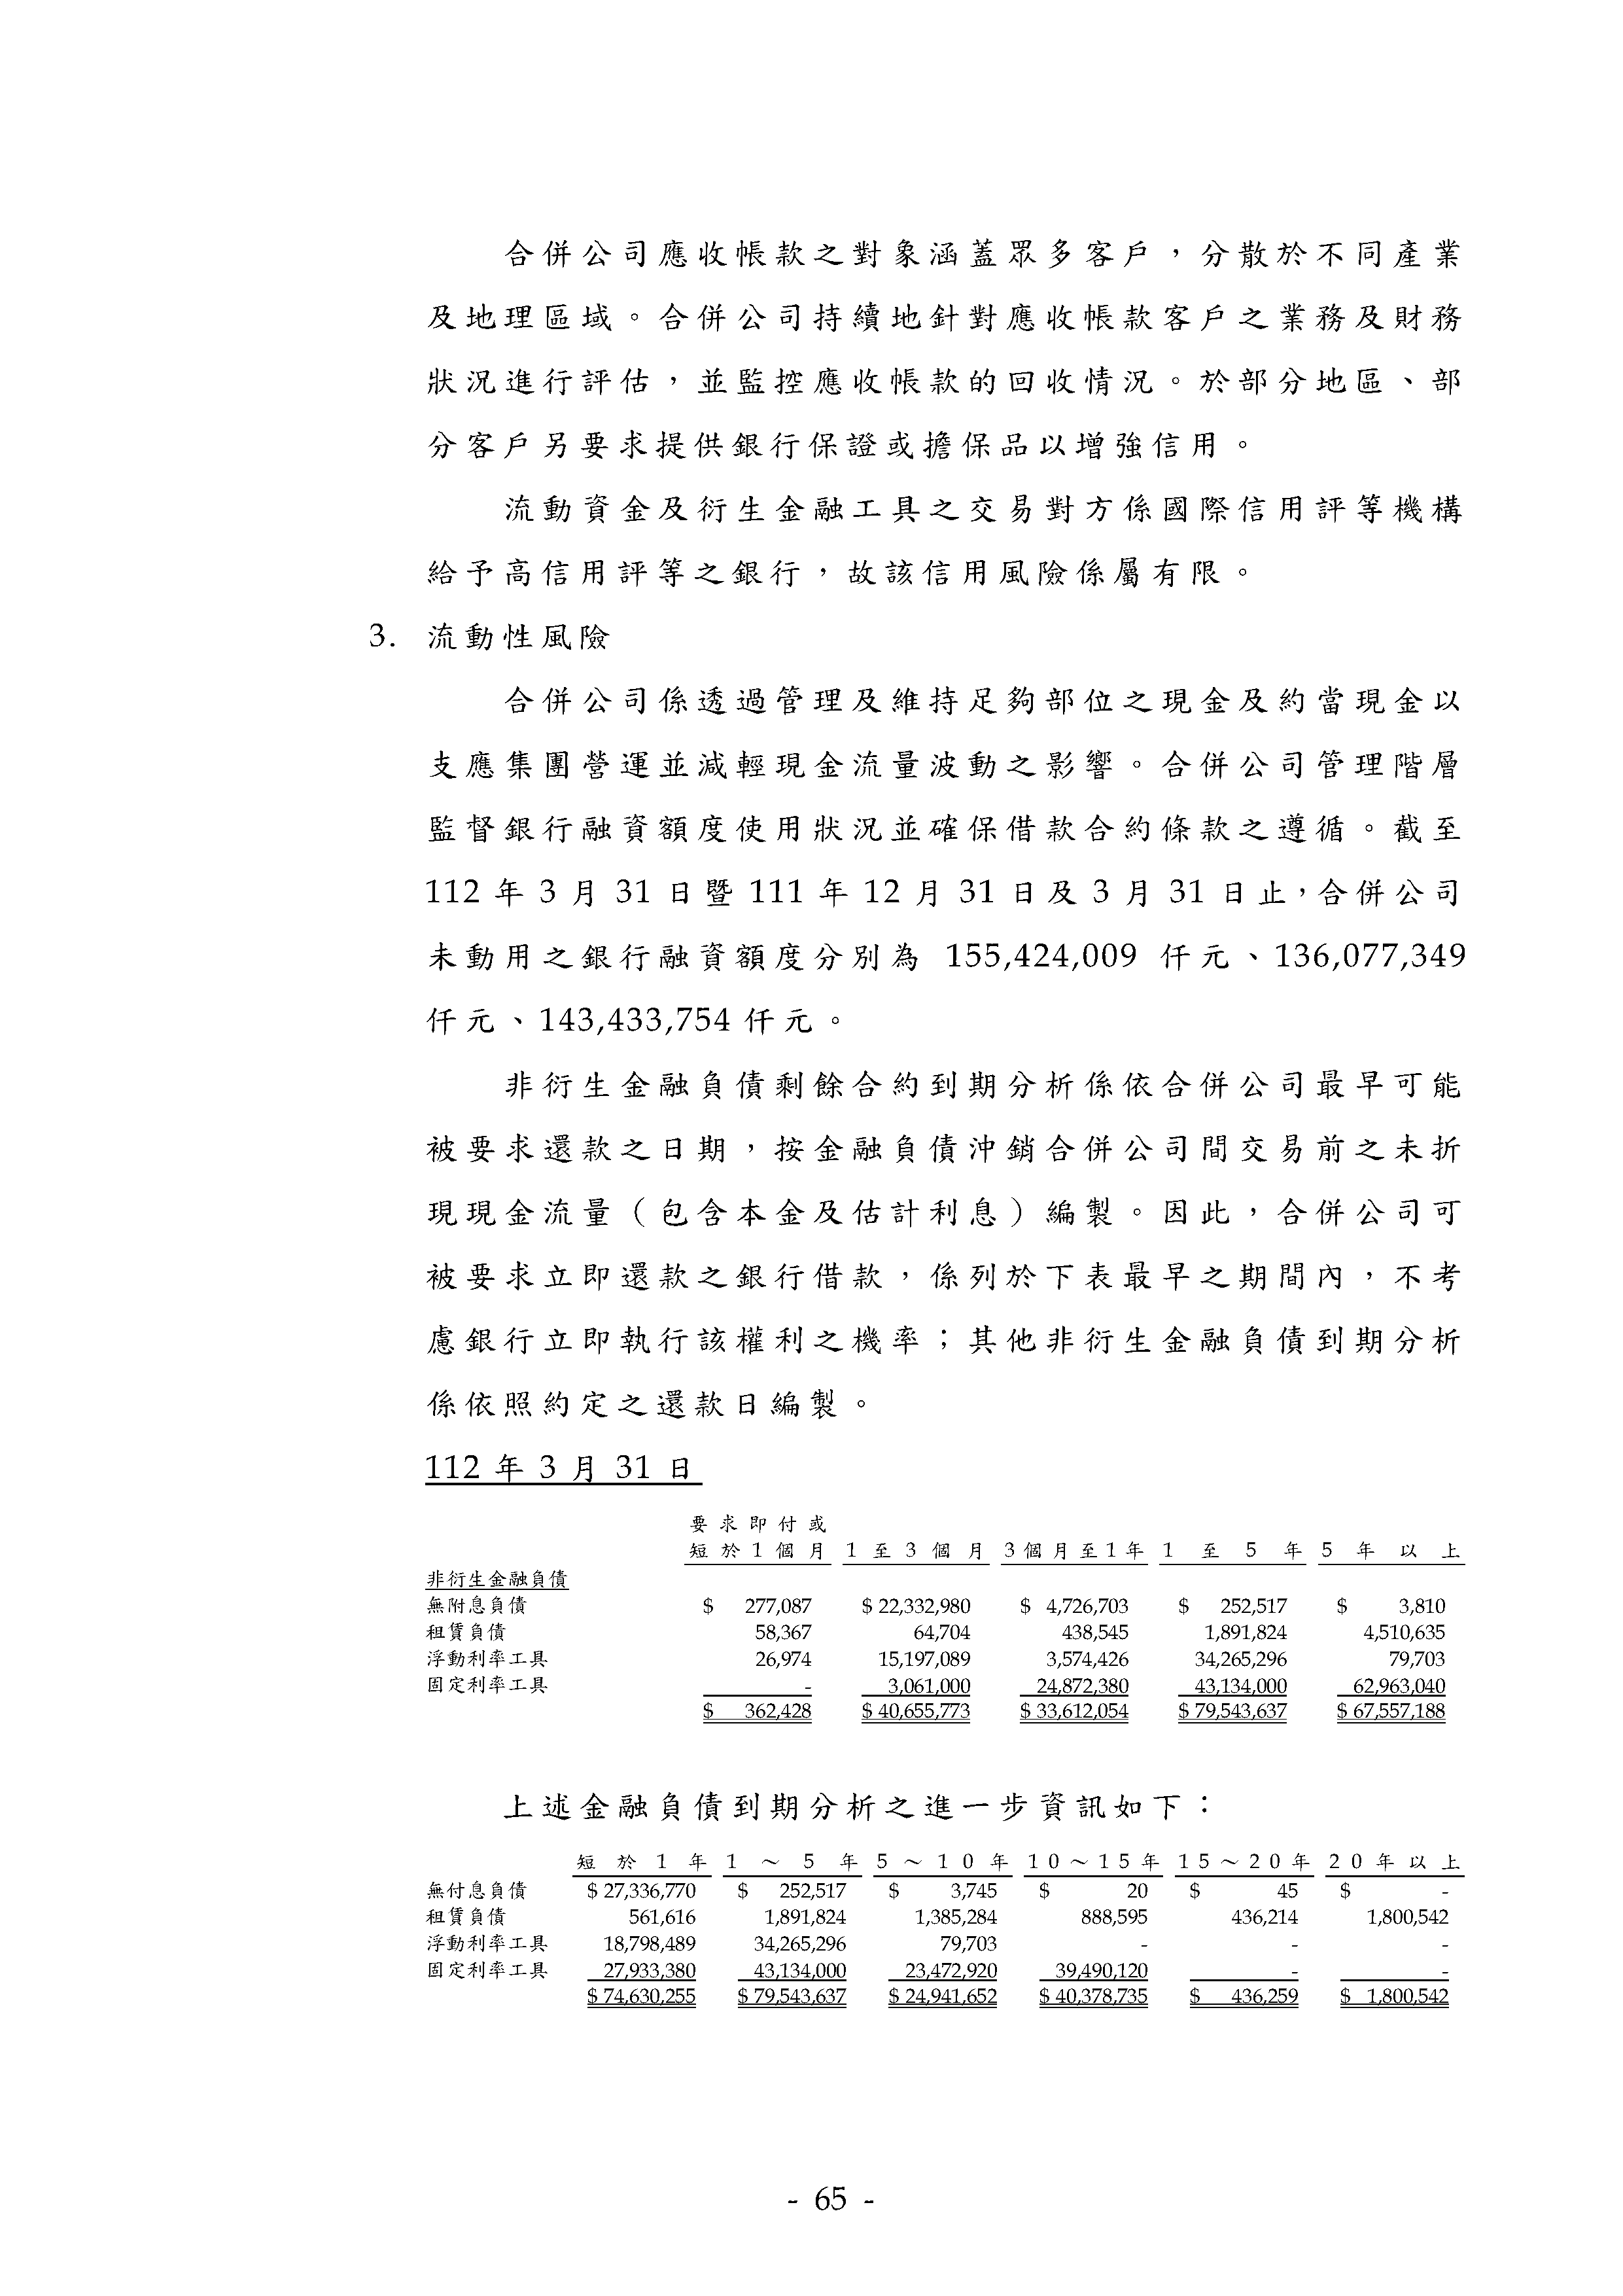 合併公司應收帳款之對象涵蓋眾多客戶，分散於不同產業
及地理區域。合併公司持續地針對應收帳款客戶之業務及財務
狀況進行評估，並監控應收帳款的回收情況。於部分地區、部
分客戶另要求提供銀行保證或擔保品以增強信用。
流動資金及衍生金融工具之交易對方係國際信用評等機構
給予高信用評等之銀行，故該信用風險係屬有限。
3. 流動性風險
合併公司係透過管理及維持足夠部位之現金及約當現金以
支應集團營運並減輕現金流量波動之影響。合併公司管理階層
監督銀行融資額度使用狀況並確保借款合約條款之遵循。截至
112 年 3 月 31 日暨 111 年 12 月 31 日及 3 月 31 日止，合併公司
未動用之銀行融資額度分別為 155,424,009 仟元、136,077,349
仟元、143,433,754 仟元。
非衍生金融負債剩餘合約到期分析係依合併公司最早可能
被要求還款之日期，按金融負債沖銷合併公司間交易前之未折
現現金流量（包含本金及估計利息）編製。因此，合併公司可
被要求立即還款之銀行借款，係列於下表最早之期間內，不考
慮銀行立即執行該權利之機率；其他非衍生金融負債到期分析
係依照約定之還款日編製。
112 年 3 月 31 日
要求即付或
短於1個月 1至3個月 3個月至1年 1至5年 5年以上
非衍生金融負債
無附息負債 $ 277,087 $ 22,332,980 $ 4,726,703 $ 252,517 $ 3,810
租賃負債 58,367 64,704 438,545 1,891,824 4,510,635
浮動利率工具 26,974 15,197,089 3,574,426 34,265,296 79,703
固定利率工具 - 3,061,000 24,872,380 43,134,000 62,963,040
$ 362,428 $ 40,655,773 $ 33,612,054 $ 79,543,637 $ 67,557,188
上述金融負債到期分析之進一步資訊如下：
短於1年 1～5年 5～10年 10～15年 15～20年 20年以上
無付息負債 $ 27,336,770 $ 252,517 $ 3,745 $ 20 $ 45 $ -
租賃負債 561,616 1,891,824 1,385,284 888,595 436,214 1,800,542
浮動利率工具 18,798,489 34,265,296 79,703 - - -
固定利率工具 27,933,380 43,134,000 23,472,920 39,490,120 - -
$ 74,630,255 $ 79,543,637 $ 24,941,652 $ 40,378,735 $ 436,259 $ 1,800,542
- 65 -